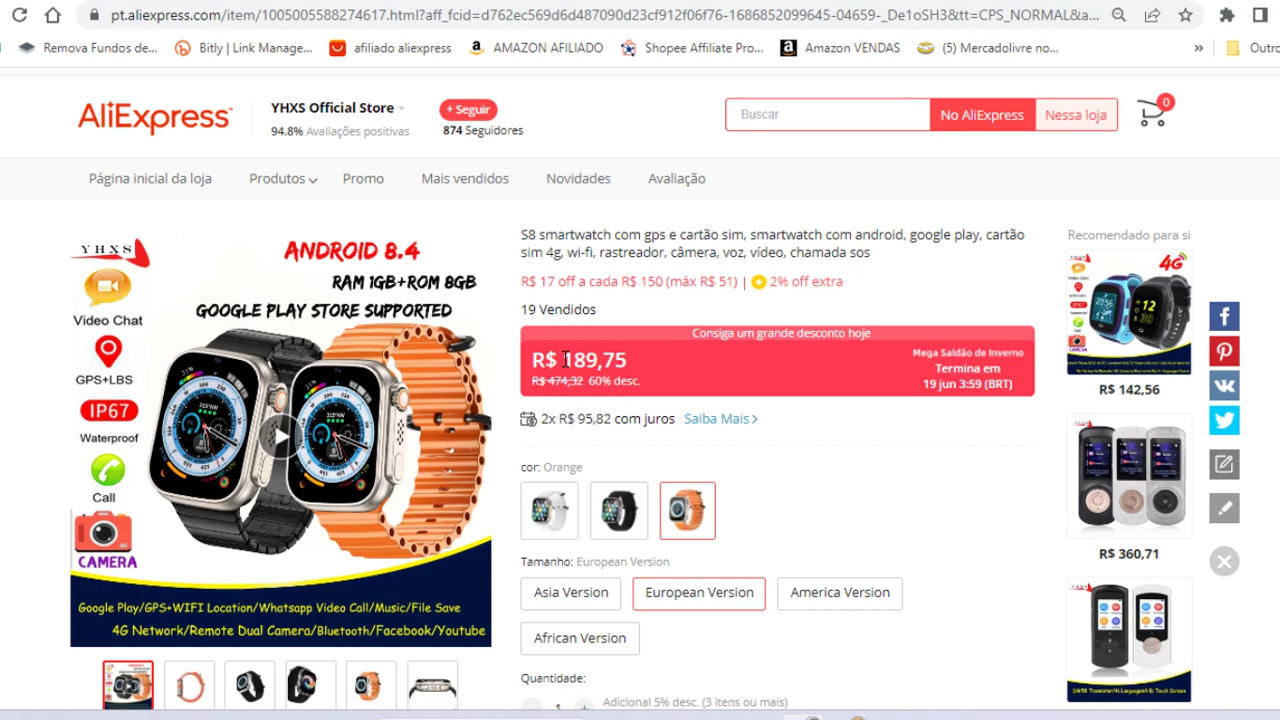 pt.aliexpress.com/item/1005005588274617.html?aff_fcid=d762ec569d6d487090d23cf912f06f76-1686852099645-04659-_De1oSH3&tt=CPS_NORMAL&a...
Remova Fundos de...
Bitly | Link Manage...
afiliado aliexpress
AMAZON AFILIADO
Shopee Affiliate Pro...
Amazon VENDAS
(5) Mercadolivre no...
»
Outro
AliExpress
YHXS Official Store
94.8% Avaliações positivas
+ Seguir
874 Seguidores
Buscar
No AliExpress
Nessa loja
0
Página inicial da loja
Produtos
Promo
Mais vendidos
Novidades
Avaliação
YHXS
ANDROID 8.4
RAM 1GB+ROM 8GB
GOOGLE PLAY STORE SUPPORTED
Video Chat
GPS+LBS
IP67
Waterproof
Call
CAMERA
Google Play/GPS+WIFI Location/Whatsapp Video Call/Music/File Save
4G Network/Remote Dual Camera/Bluetooth/Facebook/Youtube
S8 smartwatch com gps e cartão sim, smartwatch com android, google play, cartão
sim 4g, wi-fi, rastreador, câmera, voz, vídeo, chamada sos
R$ 17 off a cada R$ 150 (máx R$ 51) | 2% off extra
19 Vendidos
Consiga um grande desconto hoje
R$ 189,75
R$ 474,32 60% desc.
Mega Saldão de Inverno
Termina em
19 jun 3:59 (BRT)
2x R$ 95,82 com juros Saiba Mais
cor: Orange
Tamanho: European Version
Asia Version
European Version
America Version
African Version
Quantidade:
1
Adicional 5% desc. (3 itens ou mais)
Recomendado para si
4G
R$ 142,56
R$ 360,71